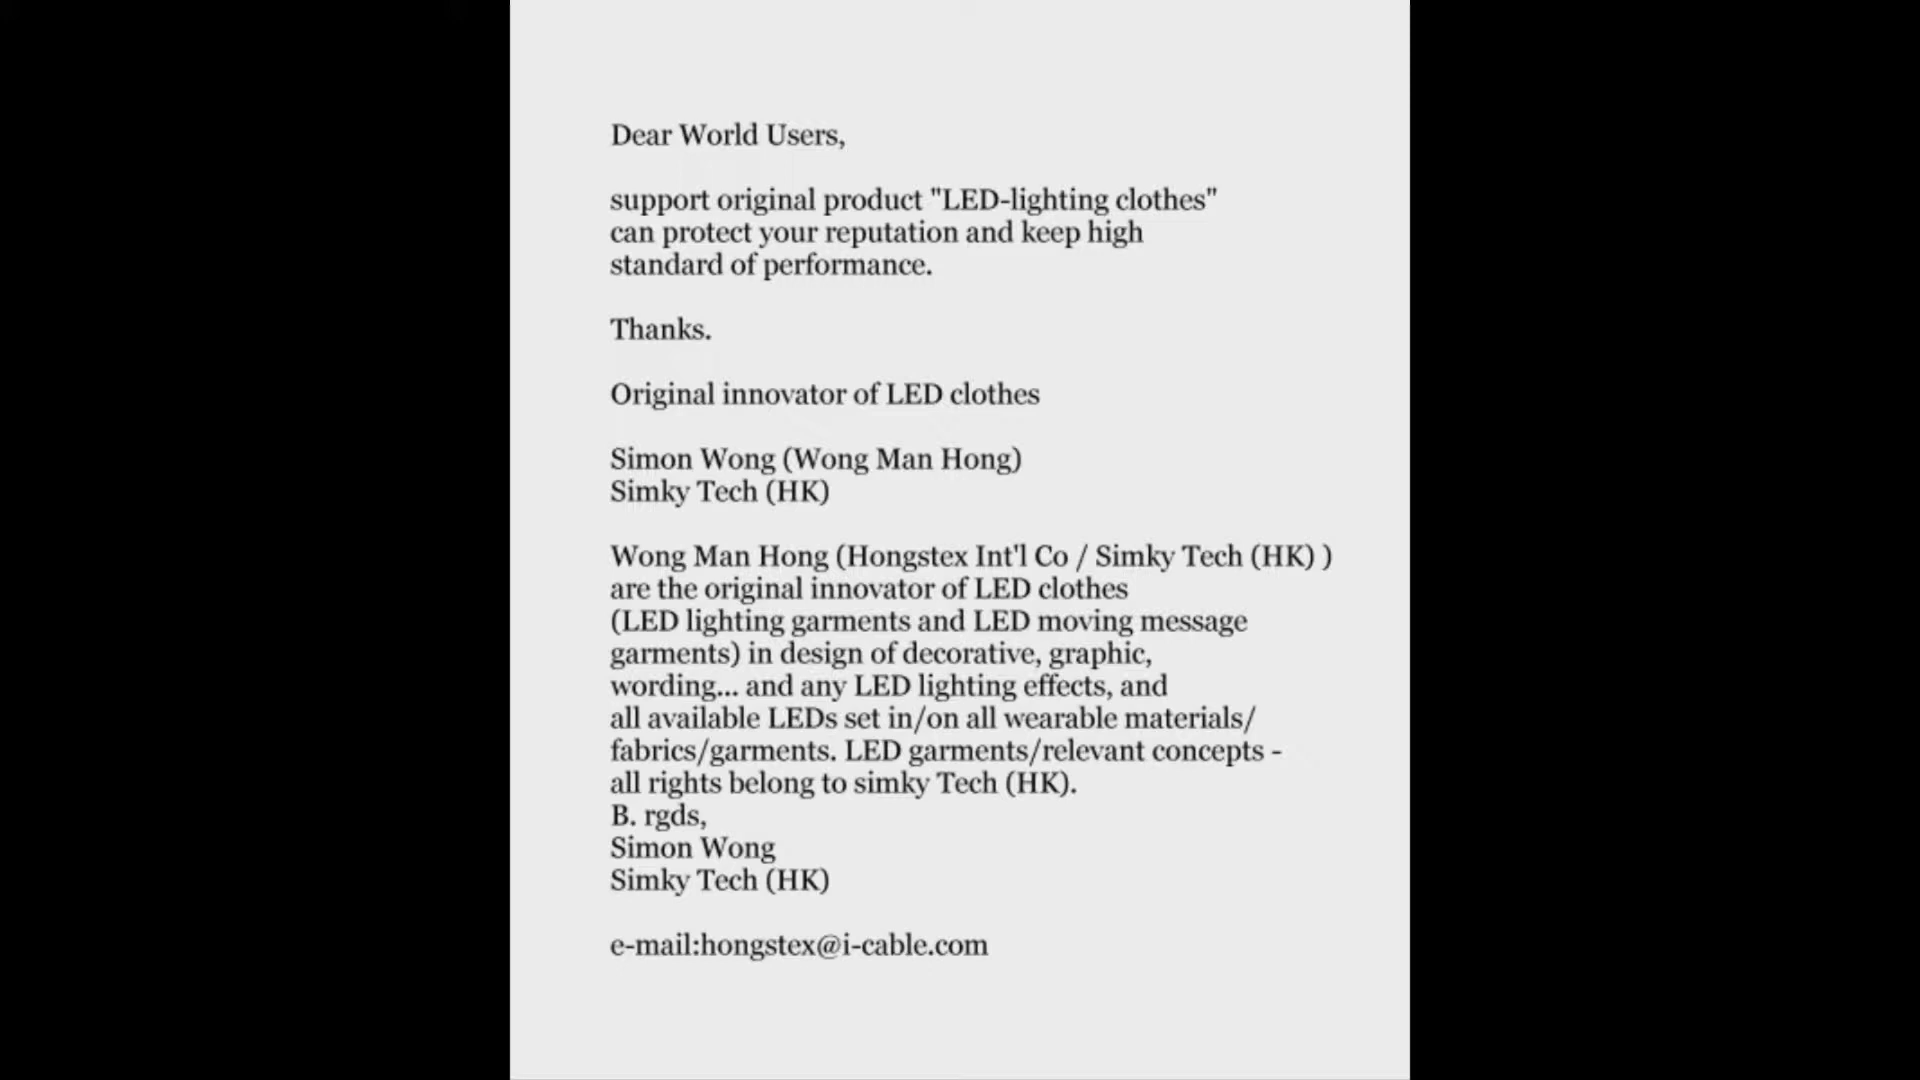 Dear World Users,
support original product "LED-lighting clothes"
can protect your reputation and keep high
standard of performance.
Thanks.
Original innovator of LED clothes
Simon Wong (Wong Man Hong)
Simky Tech (HK)
Wong Man Hong (Hongstex Int'l Co / Simky Tech (HK) )
are the original innovator of LED clothes
(LED lighting garments and LED moving message
garments) in design of decorative, graphic,
wording... and any LED lighting effects, and
all available LEDs set in/on all wearable materials/
fabrics/garments. LED garments/relevant concepts -
all rights belong to simky Tech (HK).
B. rgds,
Simon Wong
Simky Tech (HK)
e-mail:hongstex@i-cable.com